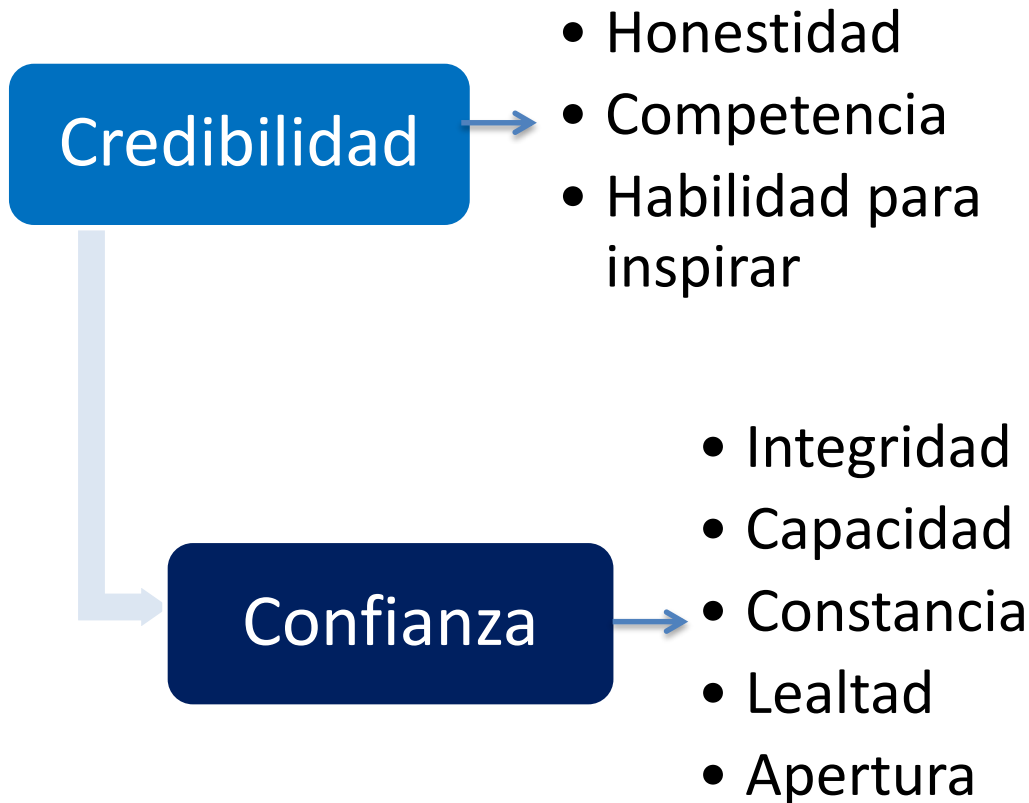 Credibilidad
• Honestidad
• Competencia
• Habilidad para
inspirar
Confianza
• Integridad
• Capacidad
• Constancia
• Lealtad
• Apertura